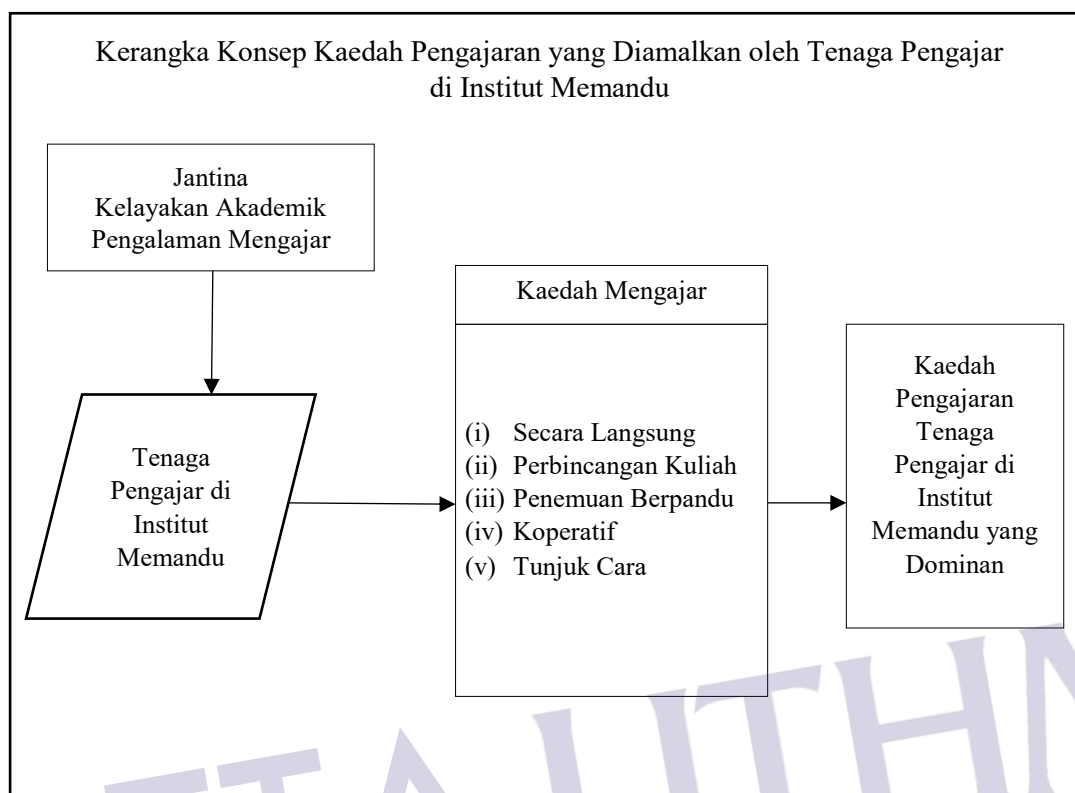 Kerangka Konsep Kaedah Pengajaran yang Diamalkan oleh Tenaga Pengajar
di Institut Memandu
Jantina
Kelayakan Akademik
Pengalaman Mengajar
Tenaga
Pengajar di
Institut
Memandu
Kaedah Mengajar
(i) Secara Langsung
(ii) Perbincangan Kuliah
(iii) Penemuan Berpandu
(iv) Koperatif
(v) Tunjuk Cara
Kaedah
Pengajaran
Tenaga
Pengajar di
Institut
Memandu yang
Dominan